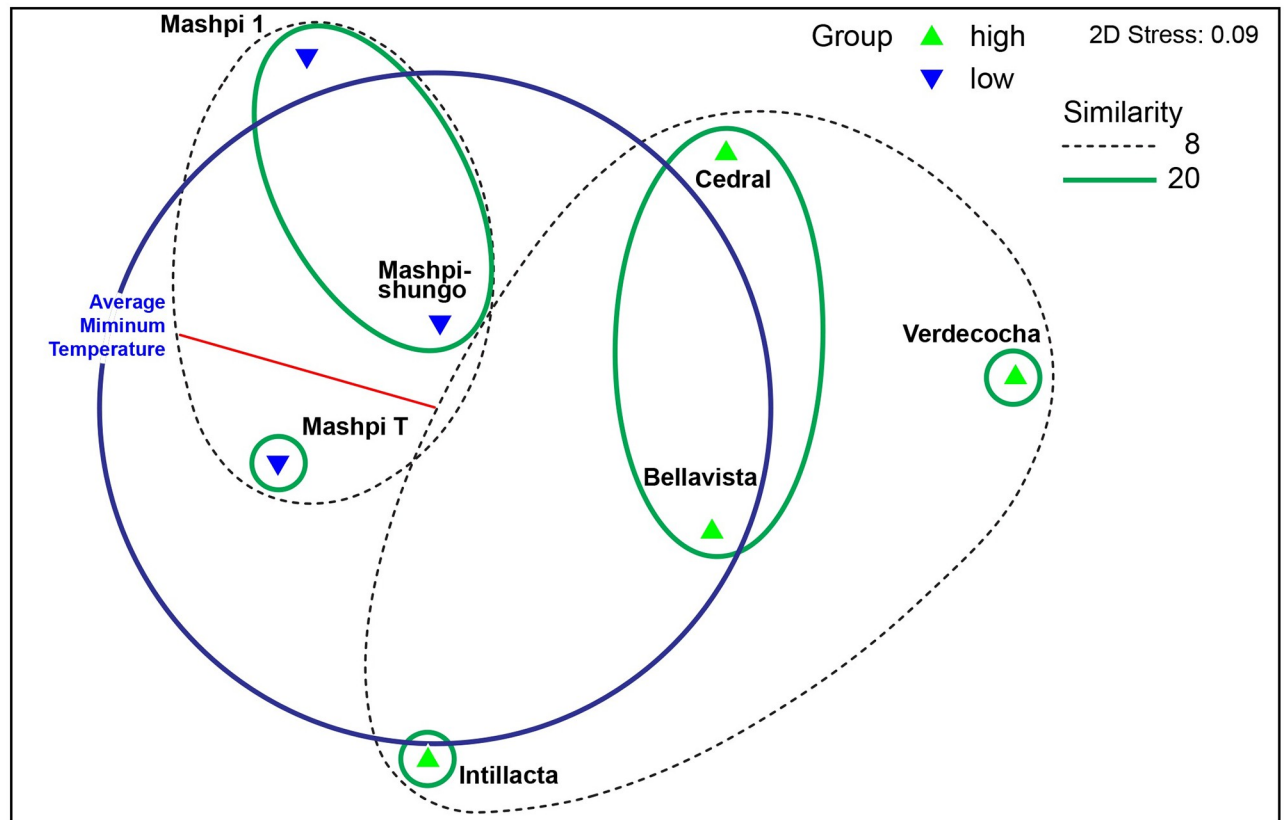 Mashpi 1
Group high
low
2D Stress: 0.09
Similarity
8
20
Cedral
Mashpi-
shungo
Average
Miminum
Temperature
Verdecocha
Mashpi T
Bellavista
Intillacta